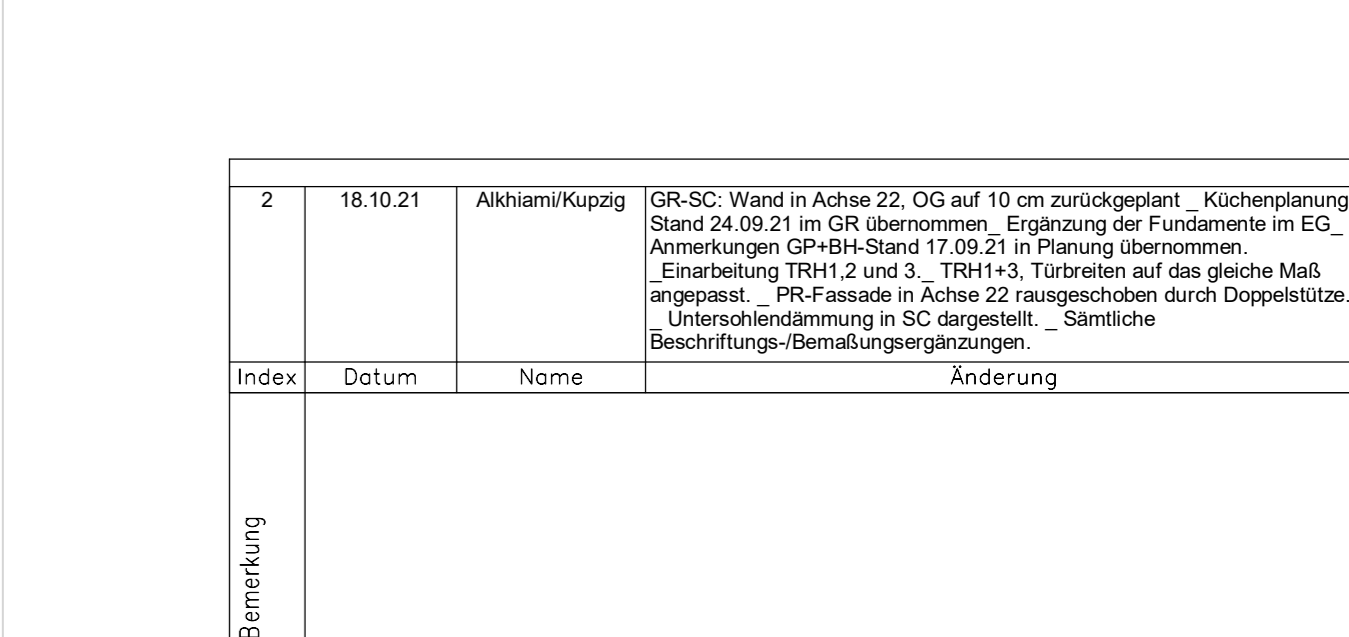 2 18.10.21 Alkhiami/Kupzig GR-SC: Wand in Achse 22, OG auf 10 cm zurückgeplant _ Küchenplanung
Stand 24.09.21 im GR übernommen_ Ergänzung der Fundamente im EG_
Anmerkungen GP+BH-Stand 17.09.21 in Planung übernommen.
_Einarbeitung TRH1,2 und 3._ TRH1+3, Türbreiten auf das gleiche Maß
angepasst. _ PR-Fassade in Achse 22 rausgeschoben durch Doppelstütze.
_ Untersohlendämmung in SC dargestellt. _ Sämtliche
Beschriftungs-/Bemaßungsergänzungen.
Index Datum Name Änderung
Bemerkung